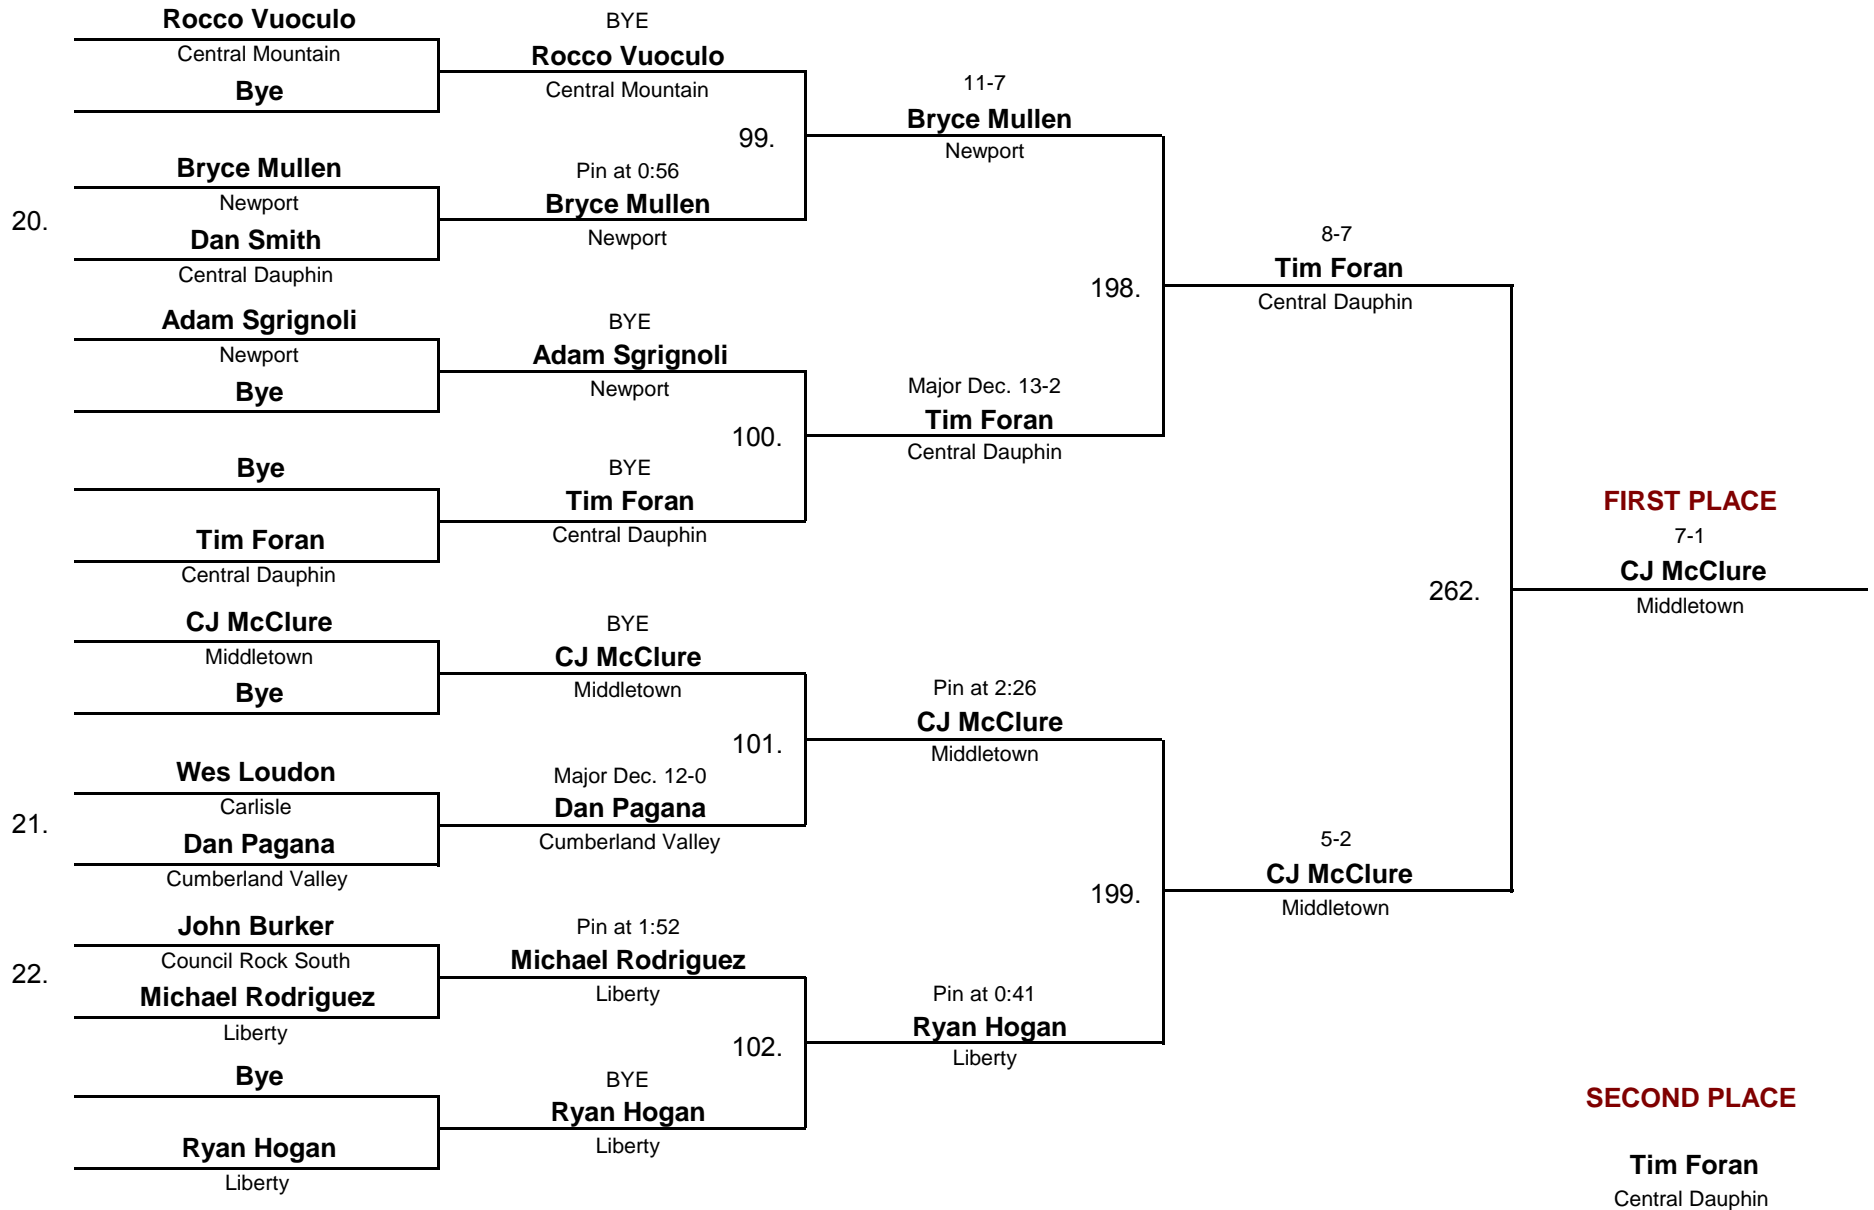 Rocco Vuoculo
Central Mountain
Bye
20.
Bryce Mullen
Newport
Dan Smith
Central Dauphin
Adam Sgrignoli
Newport
Bye
Bye
Tim Foran
Central Dauphin
CJ McClure
Middletown
Bye
21.
Wes Loudon
Carlisle
Dan Pagana
Cumberland Valley
22.
John Burker
Council Rock South
Michael Rodriguez
Liberty
Bye
Ryan Hogan
Liberty
BYE
Rocco Vuoculo
Central Mountain
99.
Pin at 0:56
Bryce Mullen
Newport
BYE
Adam Sgrignoli
Newport
100.
BYE
Tim Foran
Central Dauphin
BYE
CJ McClure
Middletown
101.
Major Dec. 12-0
Dan Pagana
Cumberland Valley
Pin at 1:52
Michael Rodriguez
Liberty
102.
BYE
Ryan Hogan
Liberty
11-7
Bryce Mullen
Newport
198.
Major Dec. 13-2
Tim Foran
Central Dauphin
Pin at 2:26
CJ McClure
Middletown
199.
Pin at 0:41
Ryan Hogan
Liberty
8-7
Tim Foran
Central Dauphin
262.
5-2
CJ McClure
Middletown
FIRST PLACE
7-1
CJ McClure
Middletown
SECOND PLACE
Tim Foran
Central Dauphin